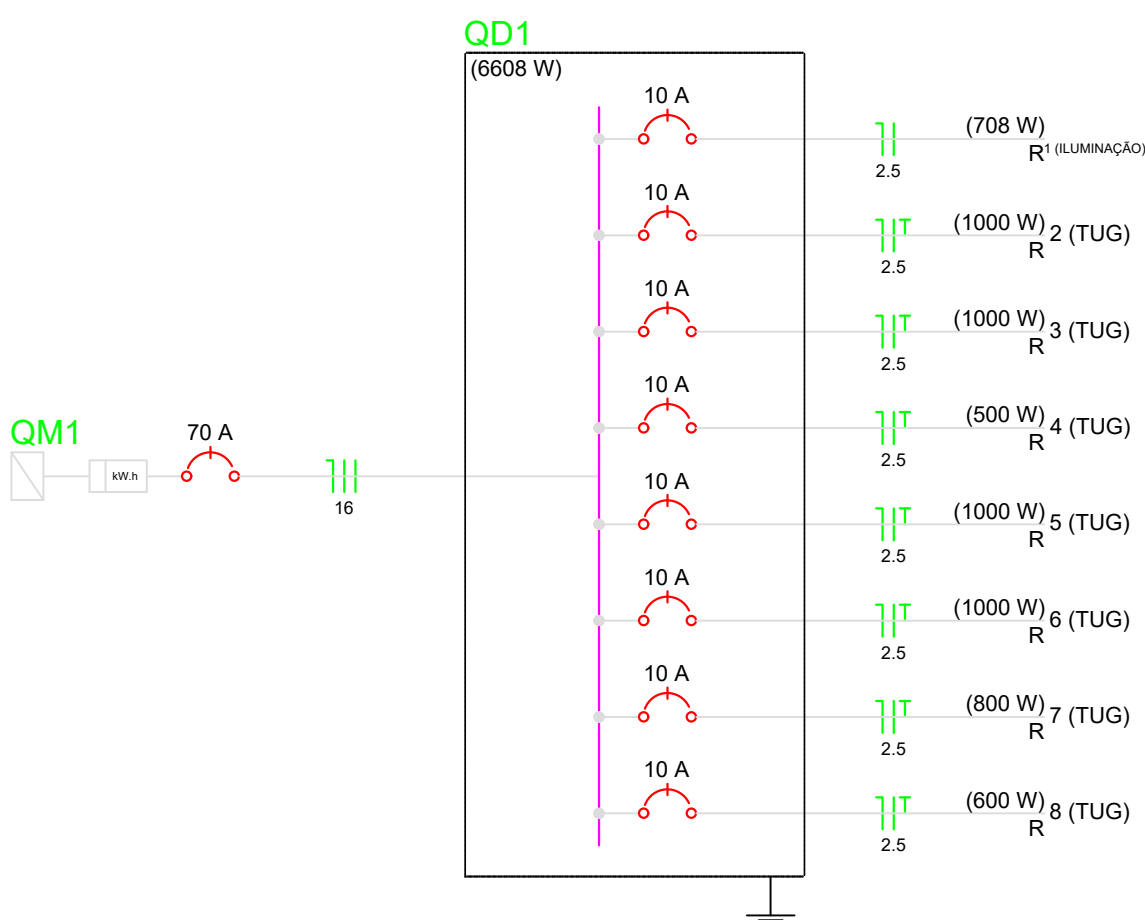 QD1
(6608 W)
10 A
(708 W)
R 1 (ILUMINAÇÃO)
2.5
10 A
(1000 W) 2 (TUG)
R
2.5
10 A
(1000 W) 3 (TUG)
R
2.5
10 A
(500 W) 4 (TUG)
R
2.5
QM1
70 A
kW.h
16
10 A
(1000 W) 5 (TUG)
R
2.5
10 A
(1000 W) 6 (TUG)
R
2.5
10 A
(800 W) 7 (TUG)
R
2.5
10 A
(600 W) 8 (TUG)
R
2.5